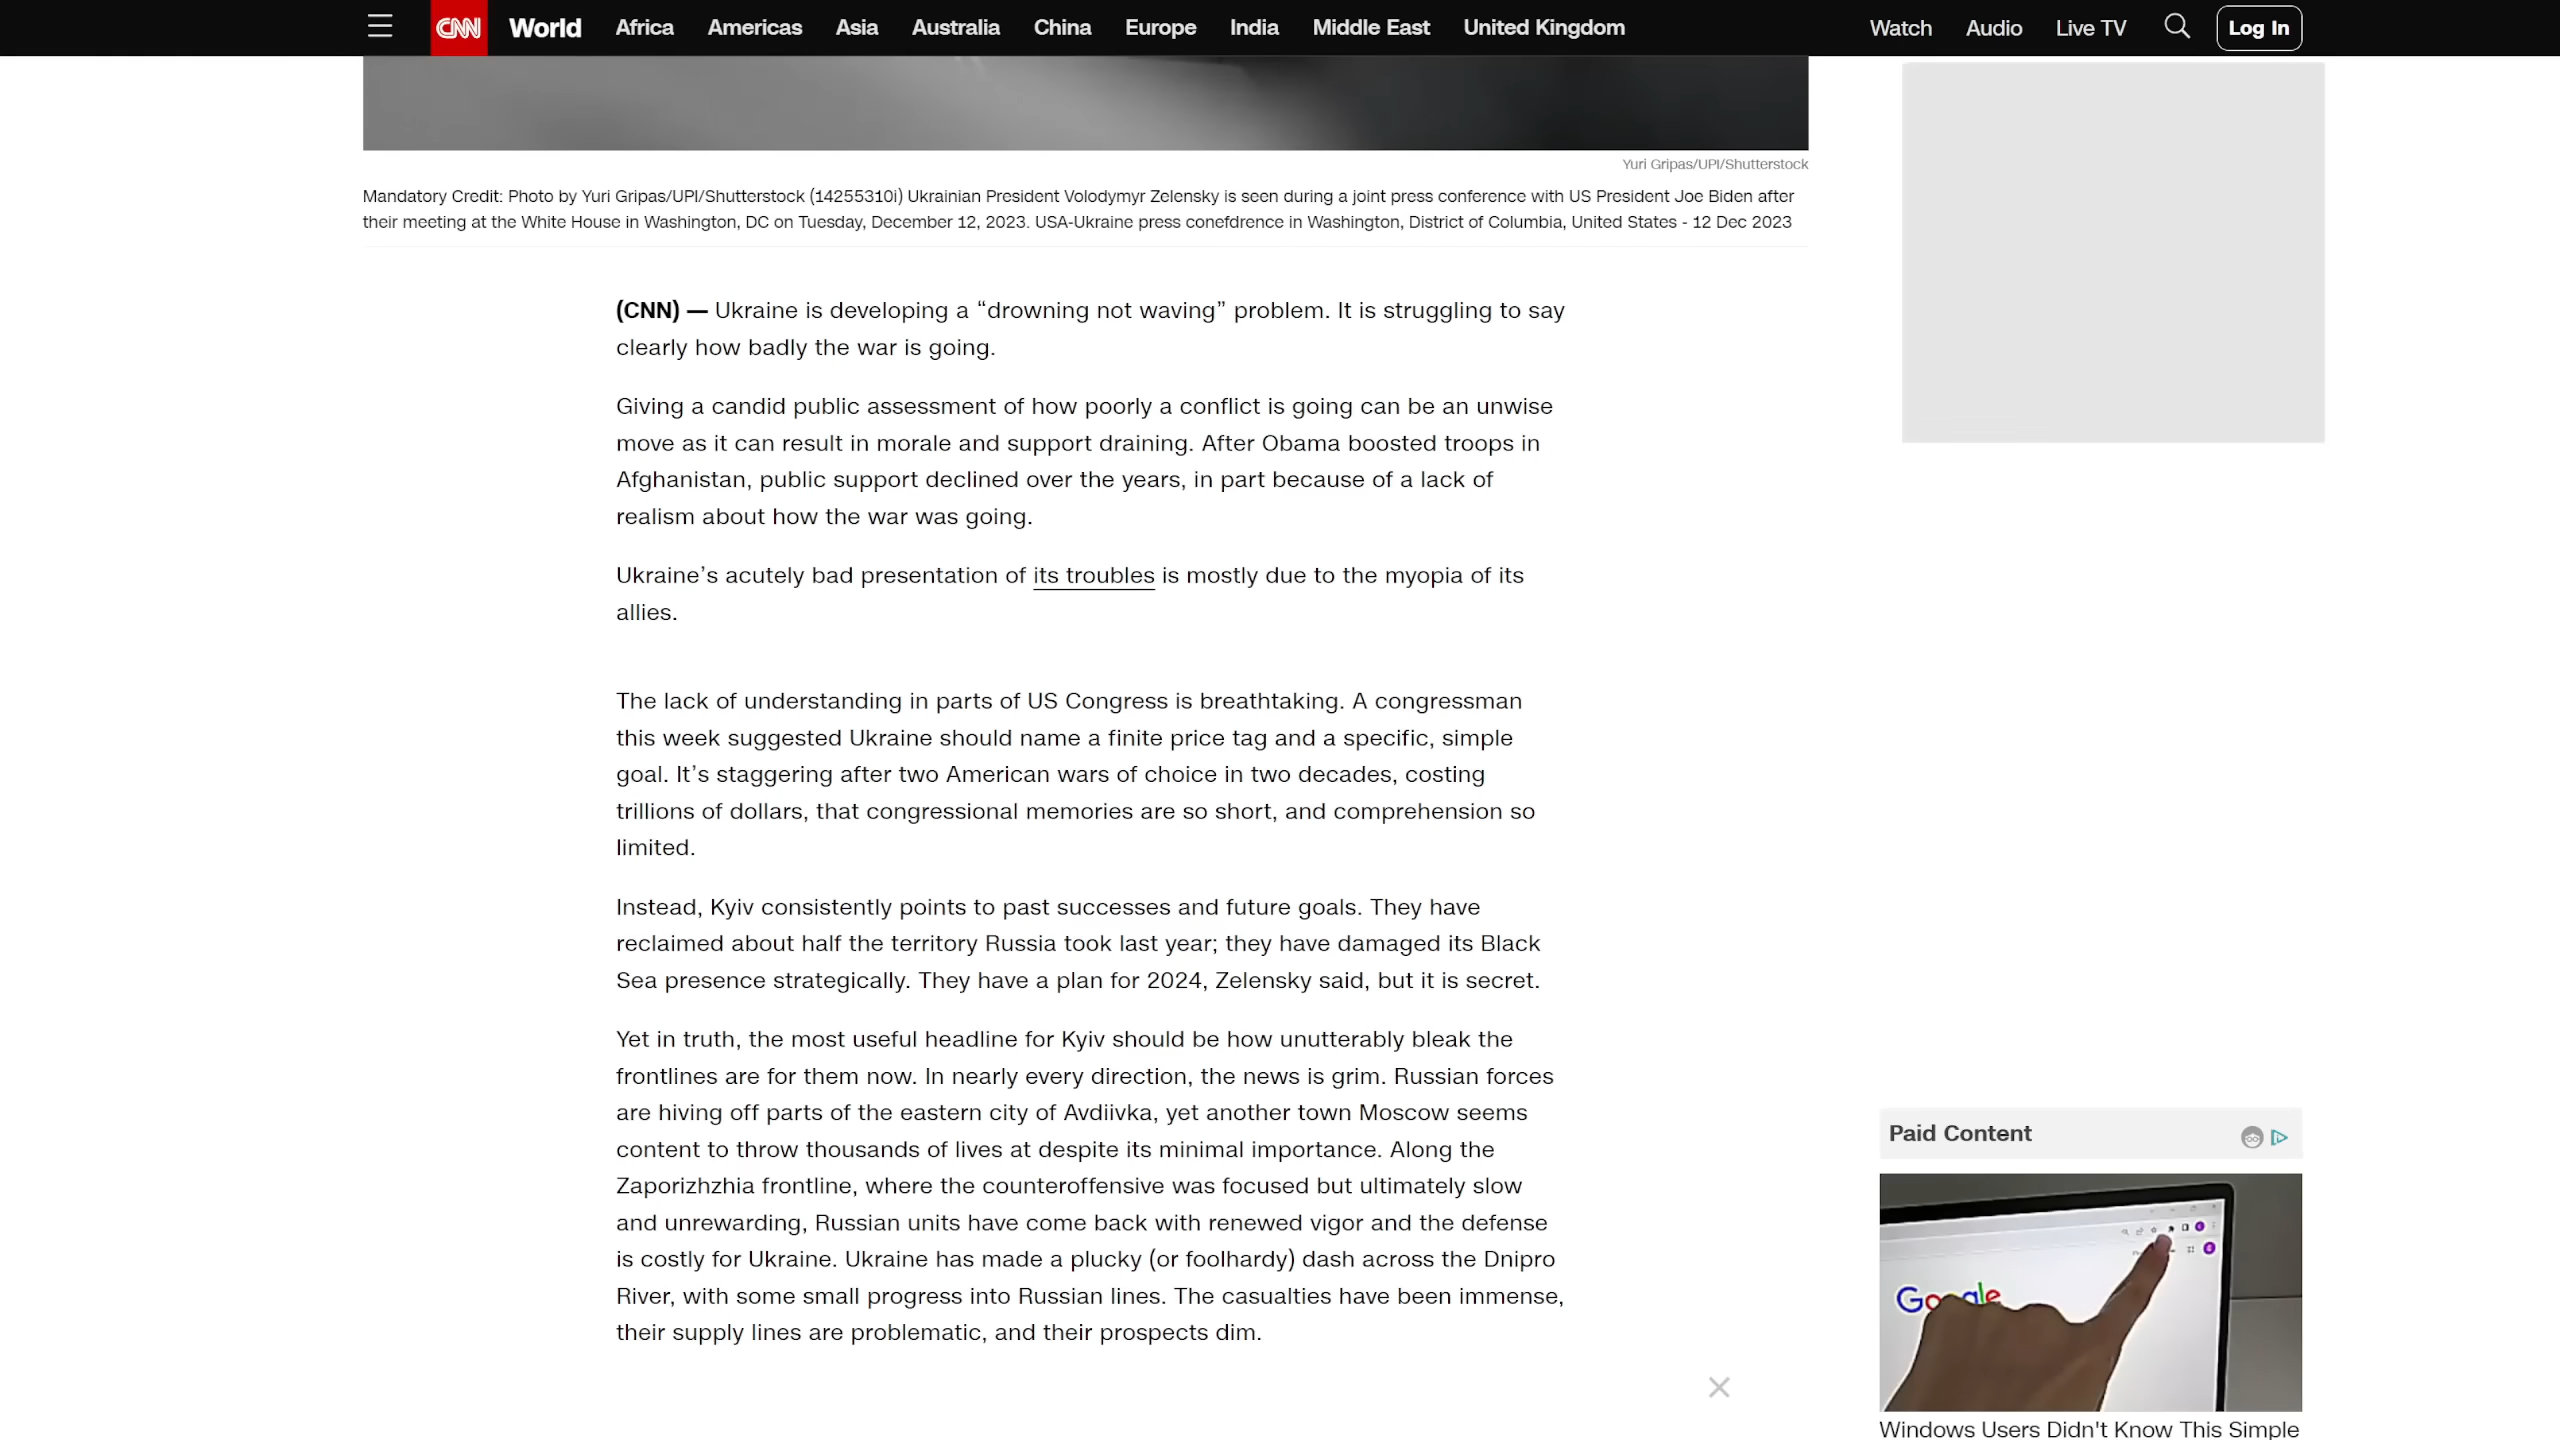 CNN World Africa Americas Asia Australia China Europe India Middle East United Kingdom Watch Audio Live TV Log In
Yuri Gripas/UPI/Shutterstock
Mandatory Credit: Photo by Yuri Gripas/UPI/Shutterstock (14255310i) Ukrainian President Volodymyr Zelensky is seen during a joint press conference with US President Joe Biden after
their meeting at the White House in Washington, DC on Tuesday, December 12, 2023. USA-Ukraine press conefdrence in Washington, District of Columbia, United States - 12 Dec 2023
(CNN) — Ukraine is developing a “drowning not waving” problem. It is struggling to say
clearly how badly the war is going.
Giving a candid public assessment of how poorly a conflict is going can be an unwise
move as it can result in morale and support draining. After Obama boosted troops in
Afghanistan, public support declined over the years, in part because of a lack of
realism about how the war was going.
Ukraine’s acutely bad presentation of its troubles is mostly due to the myopia of its
allies.
The lack of understanding in parts of US Congress is breathtaking. A congressman
this week suggested Ukraine should name a finite price tag and a specific, simple
goal. It’s staggering after two American wars of choice in two decades, costing
trillions of dollars, that congressional memories are so short, and comprehension so
limited.
Instead, Kyiv consistently points to past successes and future goals. They have
reclaimed about half the territory Russia took last year; they have damaged its Black
Sea presence strategically. They have a plan for 2024, Zelensky said, but it is secret.
Yet in truth, the most useful headline for Kyiv should be how unutterably bleak the
frontlines are for them now. In nearly every direction, the news is grim. Russian forces
are hiving off parts of the eastern city of Avdiivka, yet another town Moscow seems
content to throw thousands of lives at despite its minimal importance. Along the
Zaporizhzhia frontline, where the counteroffensive was focused but ultimately slow
and unrewarding, Russian units have come back with renewed vigor and the defense
is costly for Ukraine. Ukraine has made a plucky (or foolhardy) dash across the Dnipro
River, with some small progress into Russian lines. The casualties have been immense,
their supply lines are problematic, and their prospects dim.
Paid Content
Google
Windows Users Didn't Know This Simple